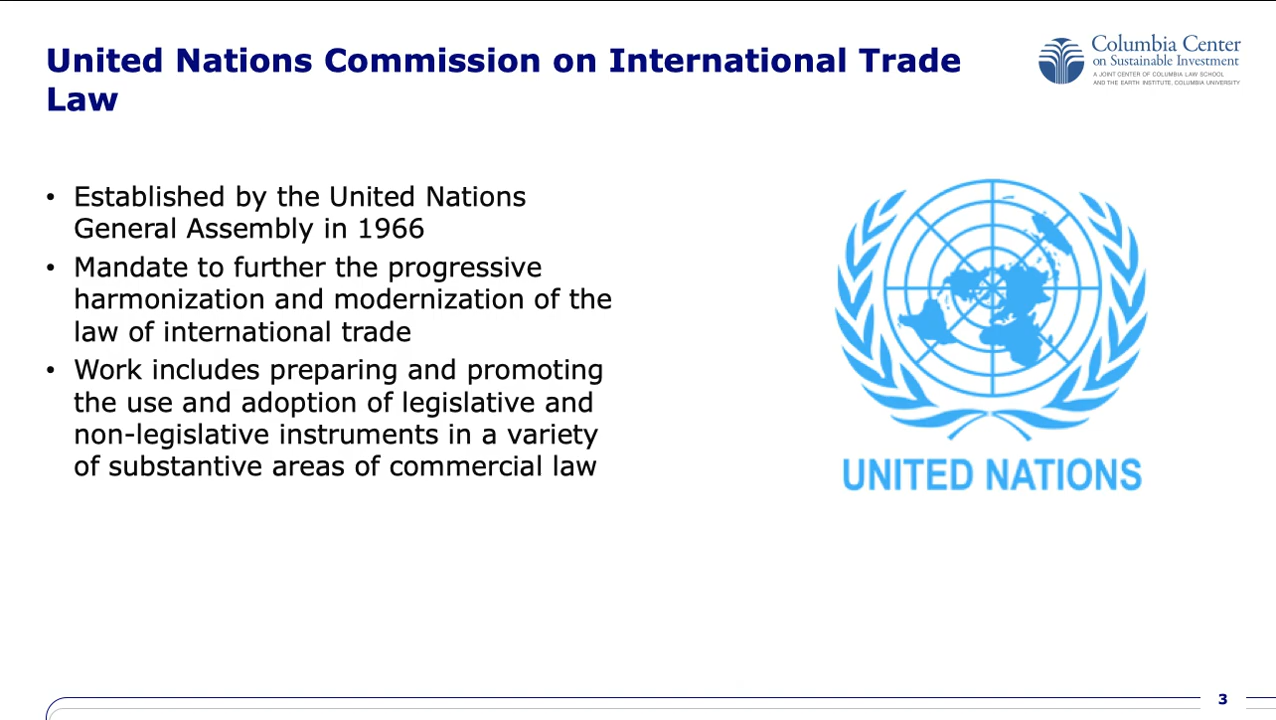 United Nations Commission on International Trade
Law
Columbia Center
on Sustainable Investment
A JOINT CENTER OF COLUMBIA LAW SCHOOL
AND THE EARTH INSTITUTE, COLUMBIA UNIVERSITY
• Established by the United Nations
General Assembly in 1966
• Mandate to further the progressive
harmonization and modernization of the
law of international trade
• Work includes preparing and promoting
the use and adoption of legislative and
non-legislative instruments in a variety
of substantive areas of commercial law
UNITED NATIONS
3